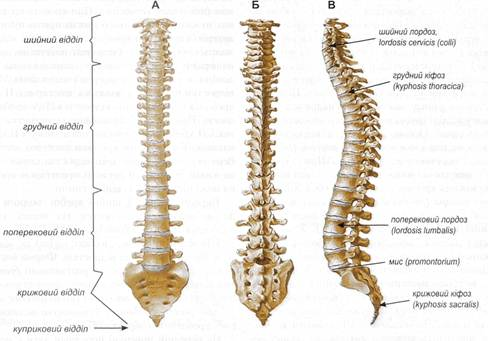 А
Б
В
шийний відділ
грудний відділ
поперековий відділ
крижовий відділ
куприковий відділ
шийний лордоз,
lordosis cervicis (colli)
грудний кіфоз
(kyphosis thoracica)
поперековий лордоз
(lordosis lumbalis)
мис (promontorium)
крижовий кіфоз
(kyphosis sacralis)